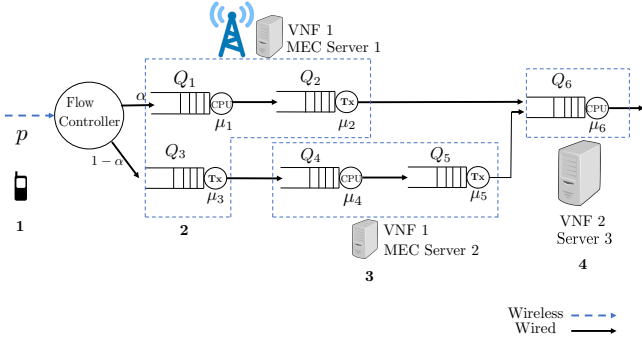 VNF 1
MEC Server 1
Q₁
Q₂
Q₆
α
Flow
Controller
CPU
Tx
CPU
μ₁
μ₂
μ₆
p
1−α
Q₃
Q₄
Q₅
Tx
CPU
Tx
μ₃
μ₄
μ₅
1
2
VNF 1
MEC Server 2
3
VNF 2
Server 3
4
Wireless
Wired